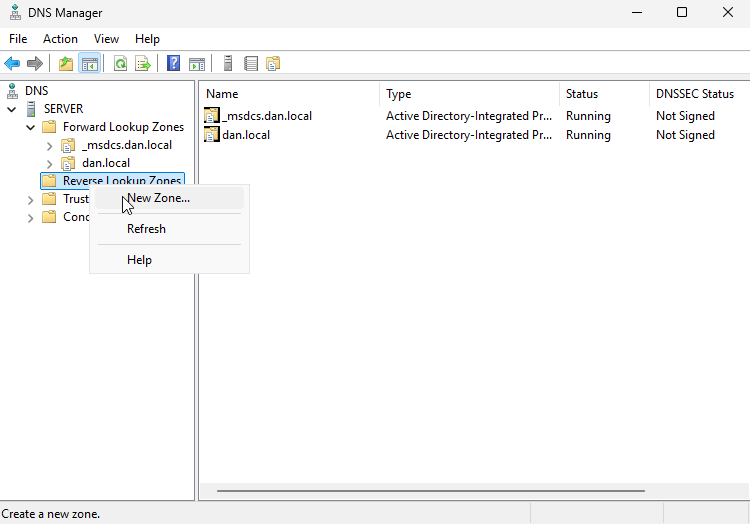 DNS Manager
File Action View Help
DNS
SERVER
Forward Lookup Zones
_msdcs.dan.local
dan.local
Reverse Lookup Zones
Trust
Cond
New Zone...
Refresh
Help
Name Type Status DNSSEC Status
_msdcs.dan.local Active Directory-Integrated Pr... Running Not Signed
dan.local Active Directory-Integrated Pr... Running Not Signed
Create a new zone.